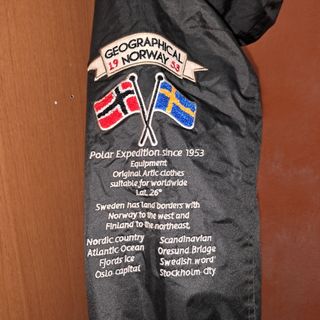 GEOGRAPHICAL
19 NORWAY 53
Polar Expedition since 1953
Equipment
Original Artic clothes
suitable for worldwide
Lat. 26°
Sweden has land borders with
Norway to the west and
Finland to the northeast,
Nordic country Scandinavian
Atlantic Ocean Oresund Bridge
Fjords ice Swedish word
Oslo capital Stockholm city